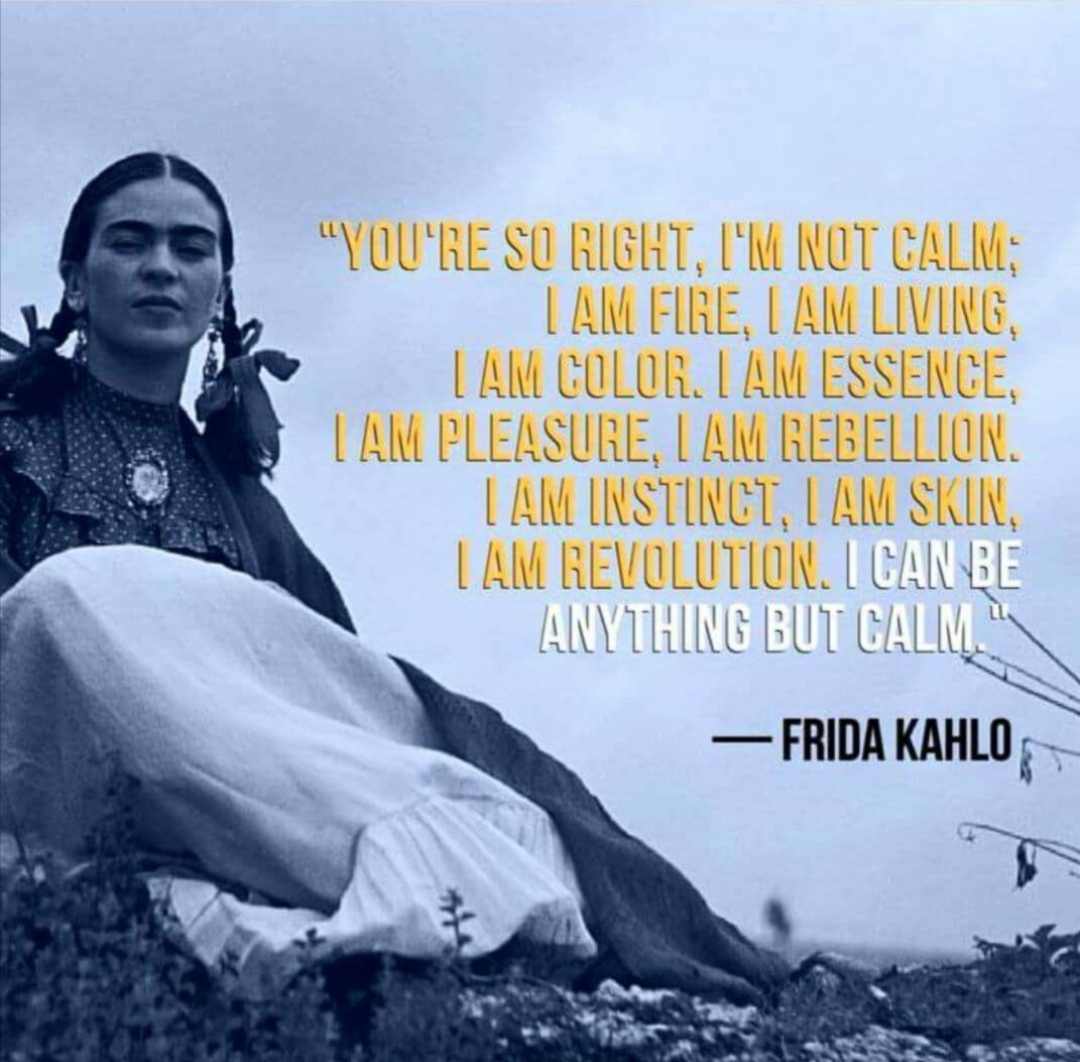 "YOU'RE SO RIGHT, I'M NOT CALM;
I AM FIRE, I AM LIVING,
I AM COLOR. I AM ESSENCE,
I AM PLEASURE, I AM REBELLION.
I AM INSTINCT, I AM SKIN,
I AM REVOLUTION. I CAN BE
ANYTHING BUT CALM."
— FRIDA KAHLO